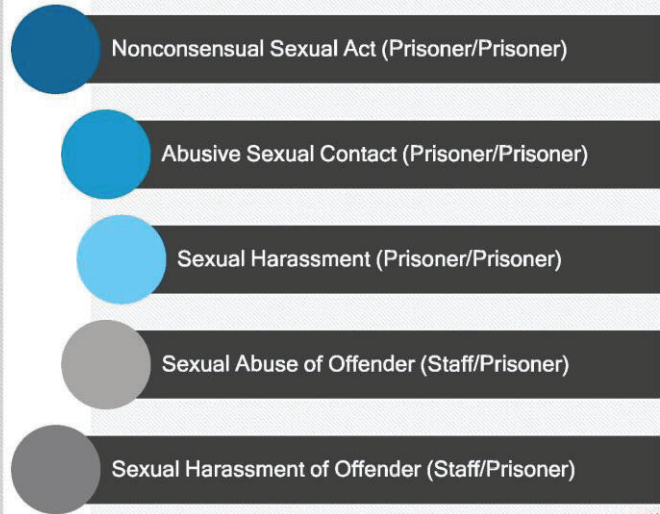 Nonconsensual Sexual Act (Prisoner/Prisoner)
Abusive Sexual Contact (Prisoner/Prisoner)
Sexual Harassment (Prisoner/Prisoner)
Sexual Abuse of Offender (Staff/Prisoner)
Sexual Harassment of Offender (Staff/Prisoner)